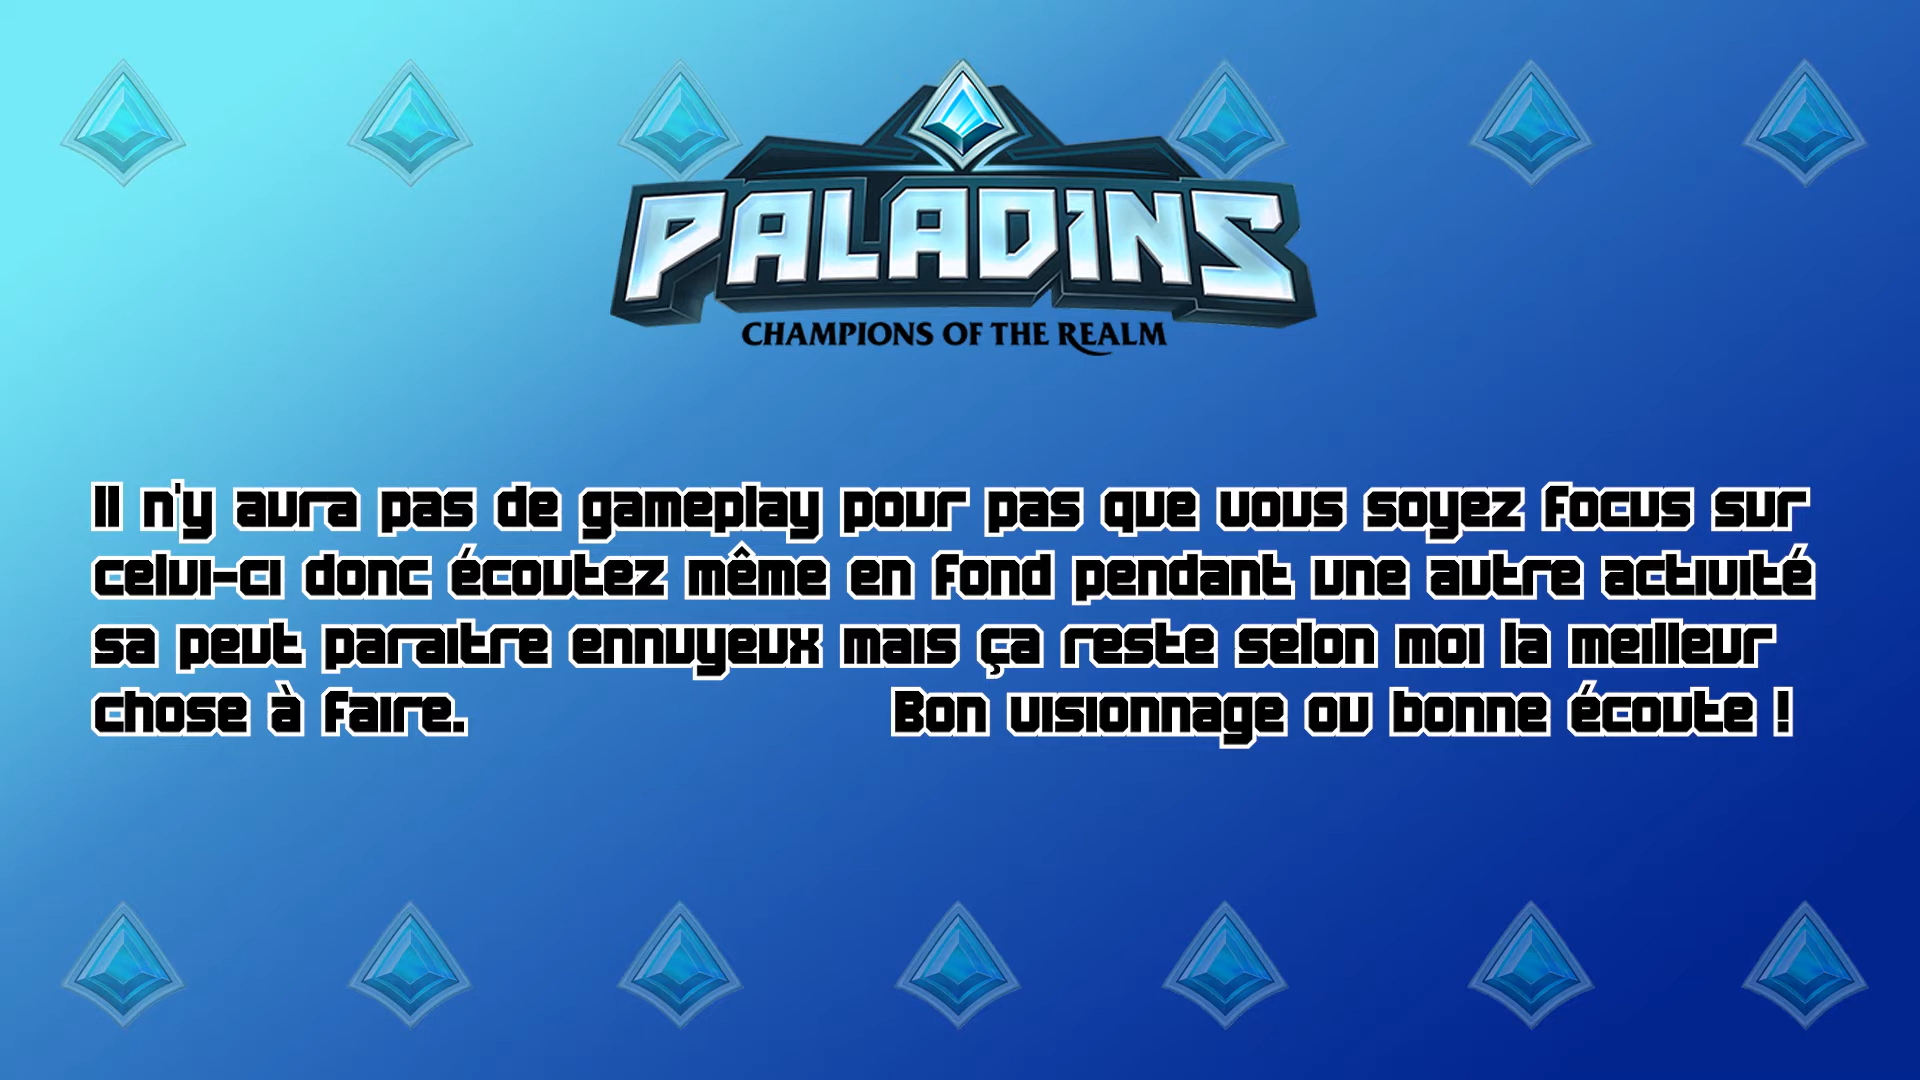 PALADINS
CHAMPIONS OF THE REALM
Il n'y aura pas de gameplay pour pas que vous soyez focus sur
celui-ci donc écoutez même en fond pendant une autre activité
sa peut paraitre ennuyeux mais ça reste selon moi la meilleur
chose à faire. Bon visionnage ou bonne écoute !